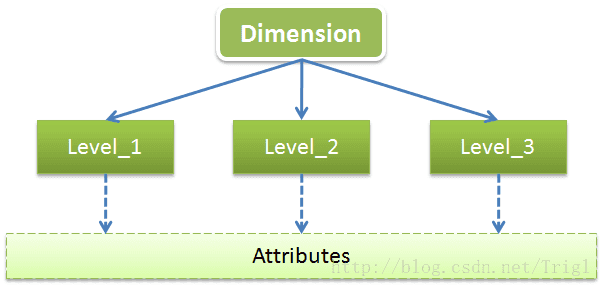 Dimension
Level_1
Level_2
Level_3
Attributes
http://blog.csdn.net/Trigl